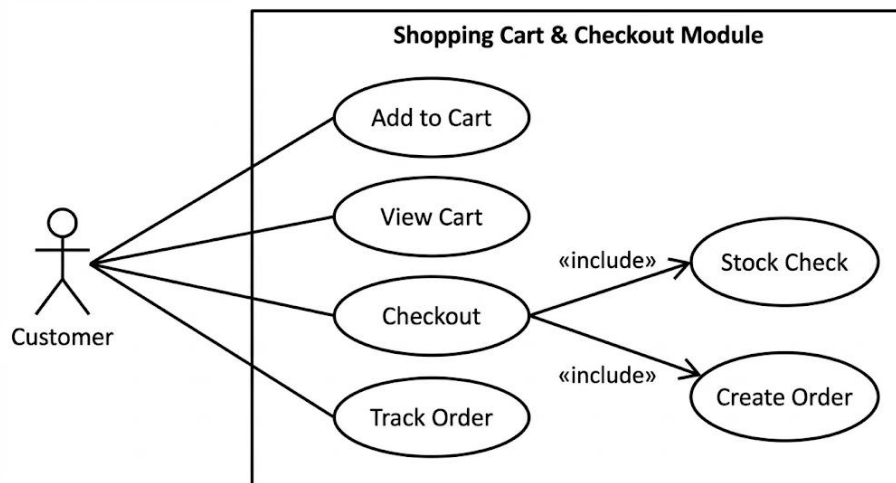 Shopping Cart & Checkout Module
Add to Cart
View Cart
«include»
Stock Check
Checkout
Customer
«include»
Create Order
Track Order